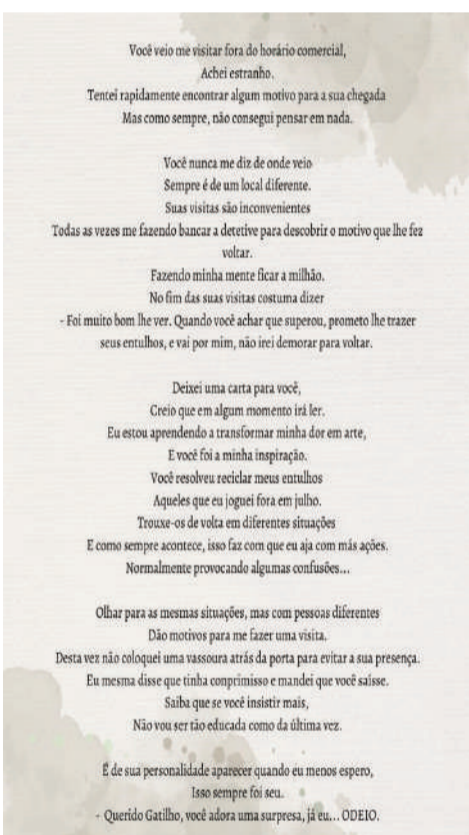 Você veio me visitar fora do horário comercial,
Achei estranho.
Tentei rapidamente encontrar algum motivo para a sua chegada
Mas como sempre, não consegui pensar em nada.
Você nunca me diz de onde veio
Sempre é de um local diferente.
Suas visitas são inconvenientes
Todas as vezes me fazendo bancar a detetive para descobrir o motivo que lhe fez
voltar.
Fazendo minha mente ficar a milhão.
No fim das suas visitas costuma dizer
- Foi muito bom lhe ver. Quando você achar que superou, prometo lhe trazer
seus entulhos, e vai por mim, não irei demorar para voltar.
Deixei uma carta para você,
Creio que em algum momento irá ler.
Eu estou aprendendo a transformar minha dor em arte,
E você foi a minha inspiração.
Você resolveu reciclar meus entulhos
Aqueles que eu joguei fora em julho.
Trouxe-os de volta em diferentes situações
E como sempre acontece, isso faz com que eu aja com más ações.
Normalmente provocando algumas confusões...
Olhar para as mesmas situações, mas com pessoas diferentes
Dão motivos para me fazer uma visita.
Desta vez não coloquei uma vassoura atrás da porta para evitar a sua presença.
Eu mesma disse que tinha conprimisso e mandei que você saísse.
Saiba que se você insistir mais,
Não vou ser tão educada como da última vez.
É de sua personalidade aparecer quando eu menos espero,
Isso sempre foi seu.
- Querido Gatilho, você adora uma surpresa, já eu... ODEIO.